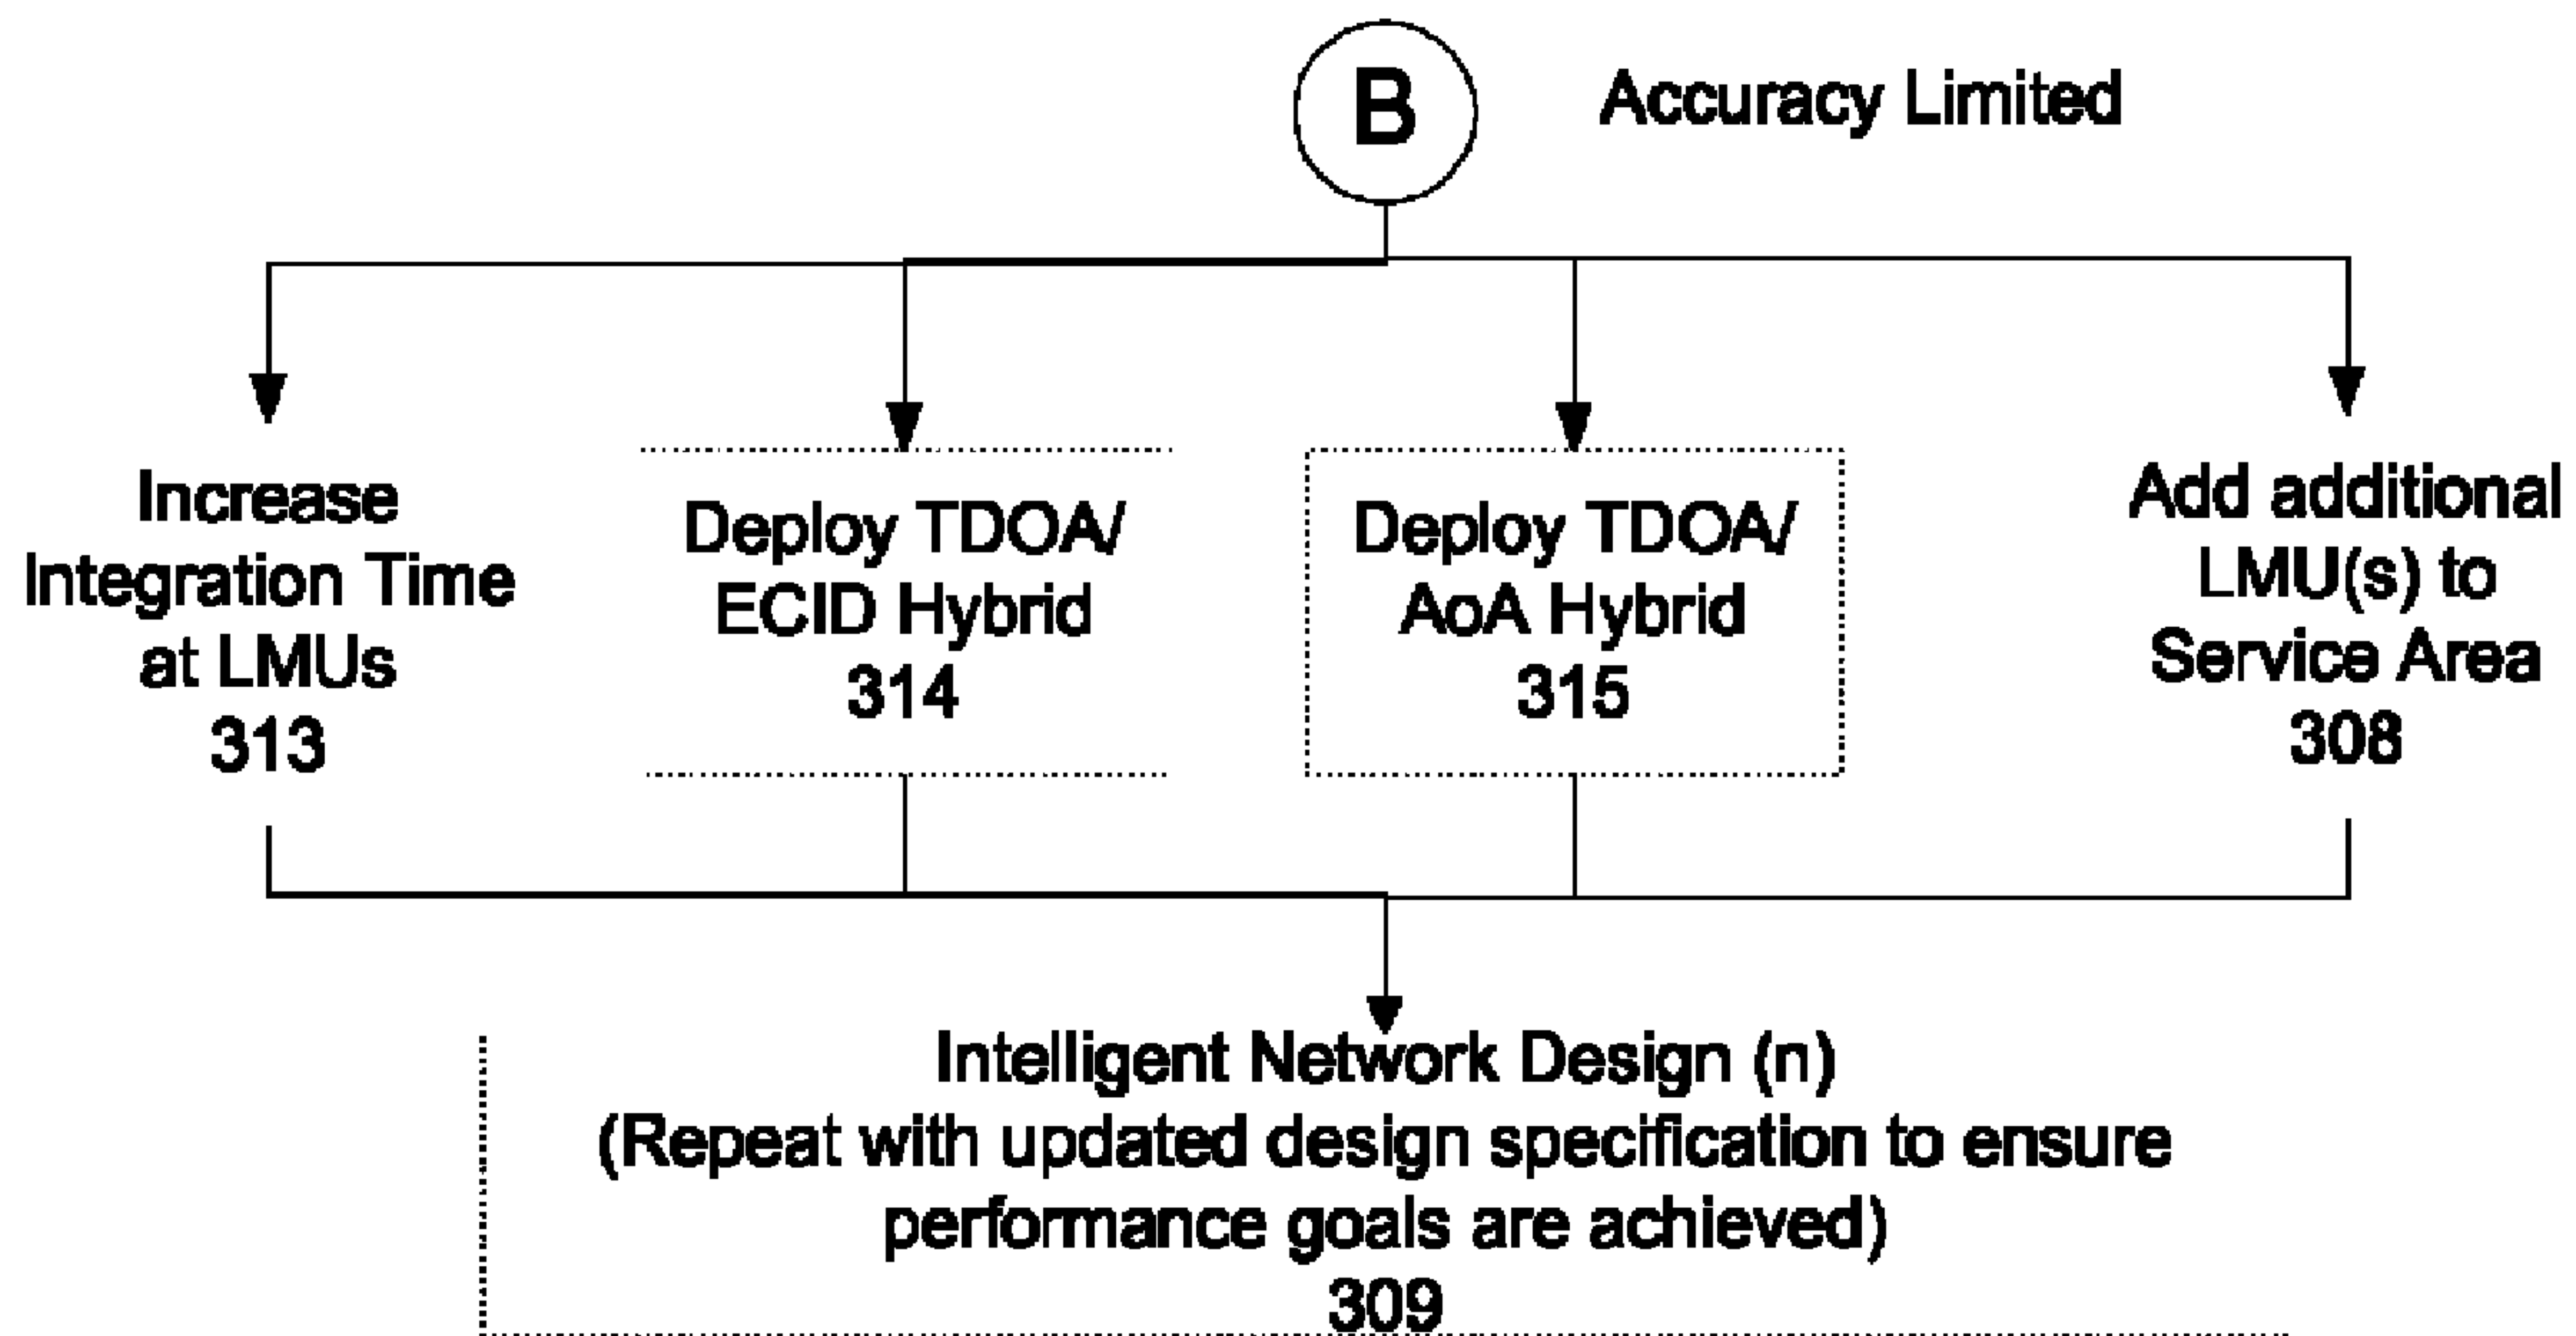 B
Accuracy Limited
Increase
Integration Time
at LMUs
313
Deploy TDOA/
ECID Hybrid
314
Deploy TDOA/
AoA Hybrid
315
Add additional
LMU(s) to
Service Area
308
Intelligent Network Design (n)
(Repeat with updated design specification to ensure
performance goals are achieved)
309